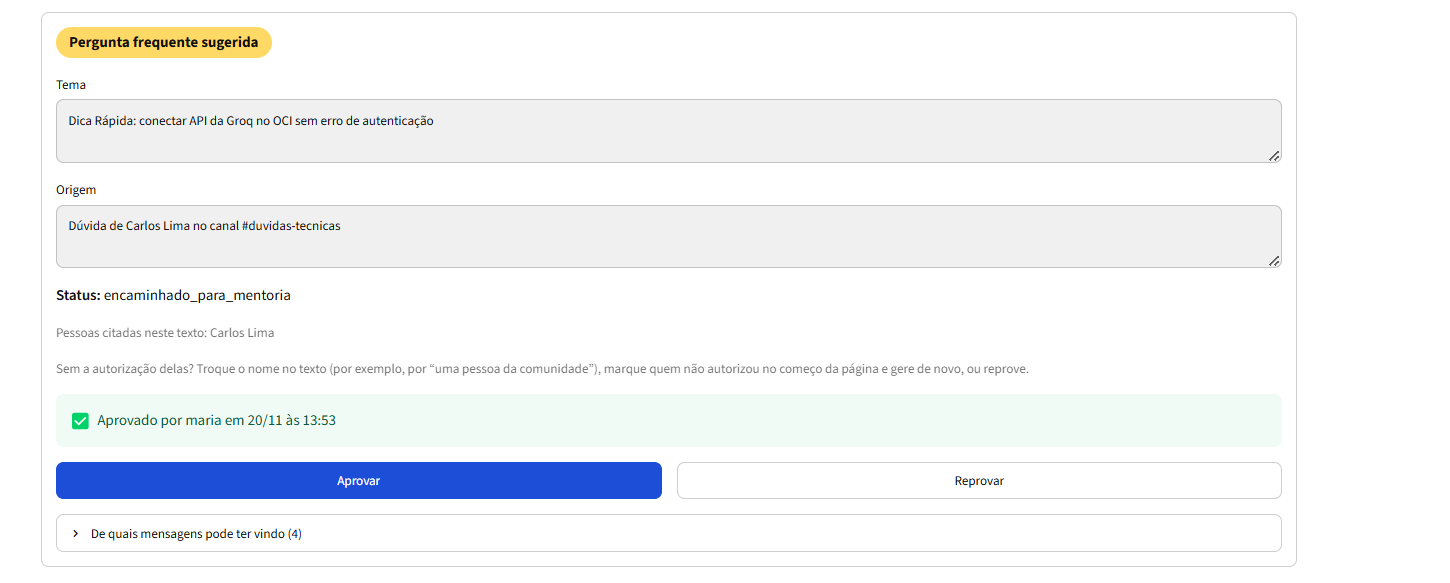 Pergunta frequente sugerida
Tema
Dica Rápida: conectar API da Groq no OCI sem erro de autenticação
Origem
Dúvida de Carlos Lima no canal #duvidas-tecnicas
Status: encaminhado_para_mentoria
Pessoas citadas neste texto: Carlos Lima
Sem a autorização delas? Troque o nome no texto (por exemplo, por “uma pessoa da comunidade”), marque quem não autorizou no começo da página e gere de novo, ou reprove.
Aprovado por maria em 20/11 às 13:53
Aprovar
Reprovar
De quais mensagens pode ter vindo (4)